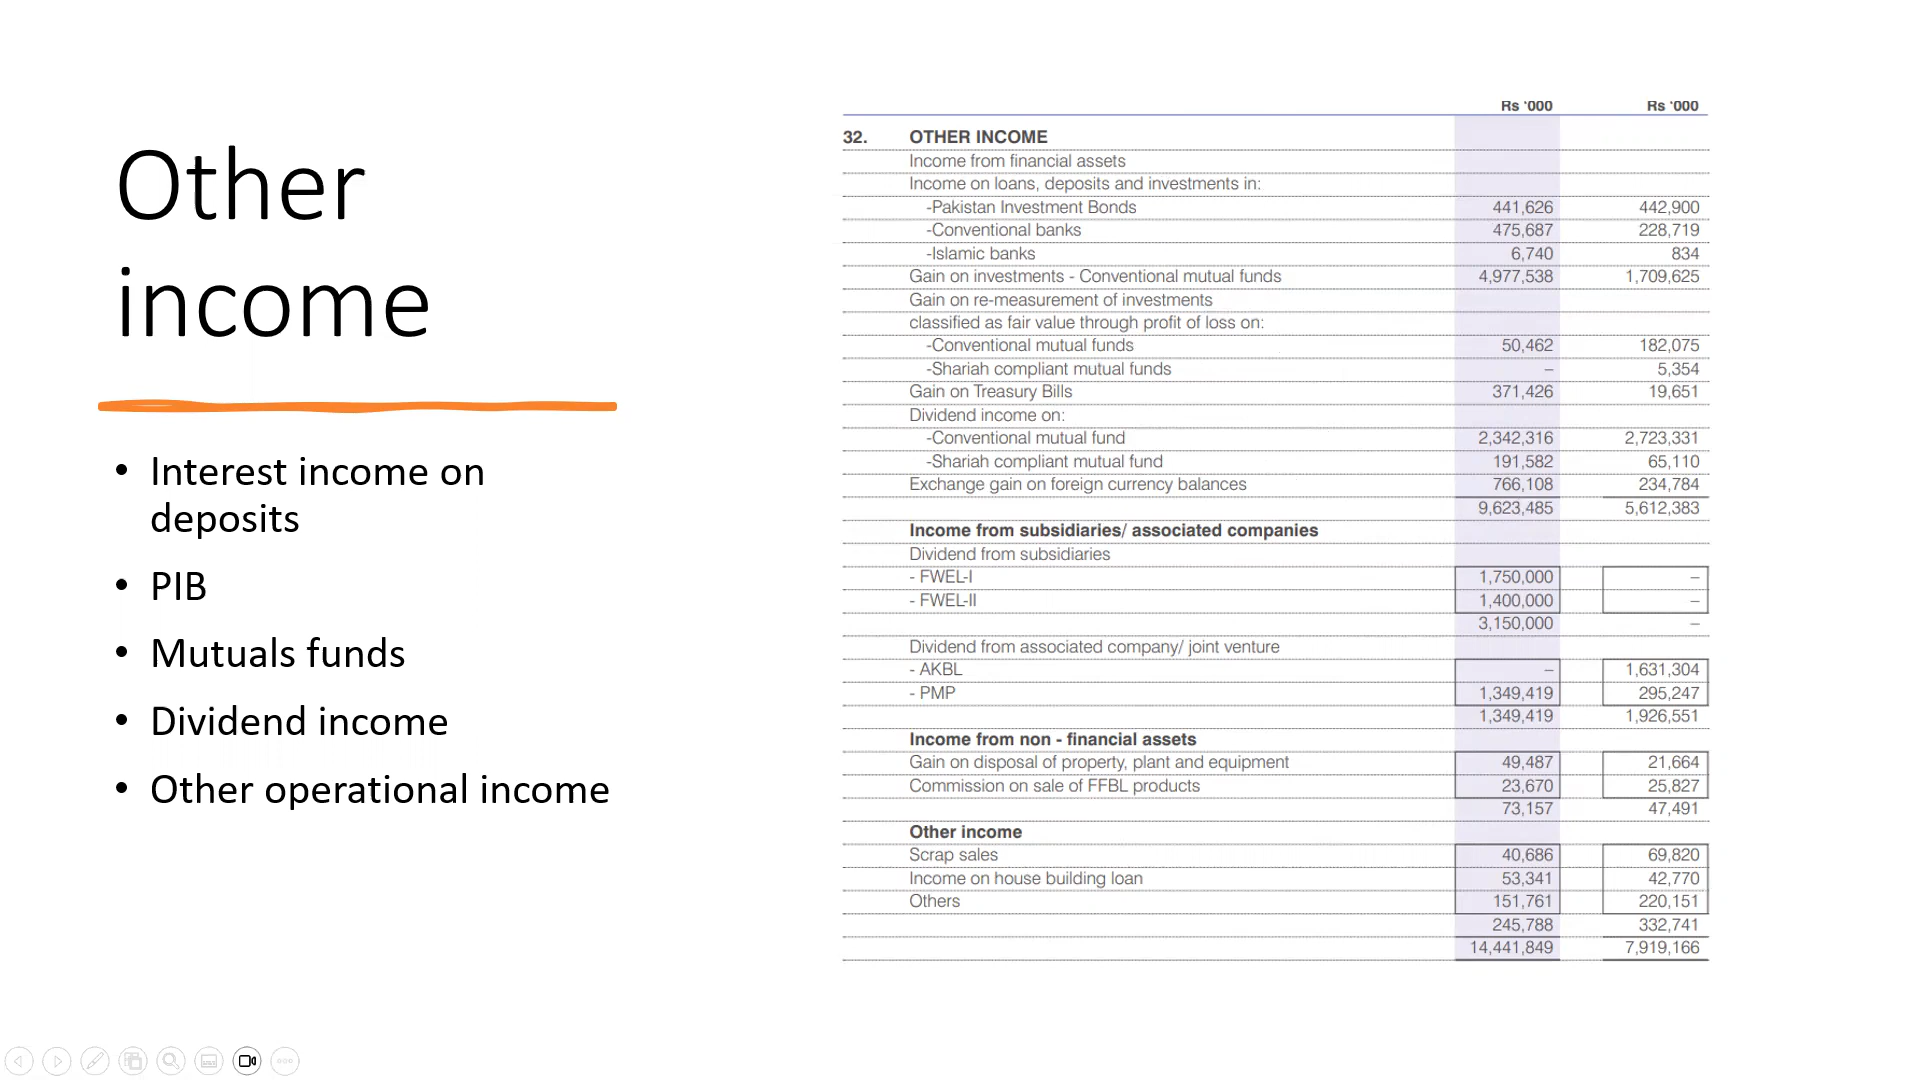 Other
income
• Interest income on
deposits
• PIB
• Mutuals funds
• Dividend income
• Other operational income
Rs '000 Rs '000
32. OTHER INCOME
Income from financial assets
Income on loans, deposits and investments in:
-Pakistan Investment Bonds 441,626 442,900
-Conventional banks 475,687 228,719
-Islamic banks 6,740 834
Gain on investments - Conventional mutual funds 4,977,538 1,709,625
Gain on re-measurement of investments
classified as fair value through profit of loss on:
-Conventional mutual funds 50,462 182,075
-Shariah compliant mutual funds – 5,354
Gain on Treasury Bills 371,426 19,651
Dividend income on:
-Conventional mutual fund 2,342,316 2,723,331
-Shariah compliant mutual fund 191,582 65,110
Exchange gain on foreign currency balances 766,108 234,784
9,623,485 5,612,383
Income from subsidiaries/ associated companies
Dividend from subsidiaries
- FWEL-I 1,750,000 –
- FWEL-II 1,400,000 –
3,150,000 –
Dividend from associated company/ joint venture
- AKBL – 1,631,304
- PMP 1,349,419 295,247
1,349,419 1,926,551
Income from non - financial assets
Gain on disposal of property, plant and equipment 49,487 21,664
Commission on sale of FFBL products 23,670 25,827
73,157 47,491
Other income
Scrap sales 40,686 69,820
Income on house building loan 53,341 42,770
Others 151,761 220,151
245,788 332,741
14,441,849 7,919,166